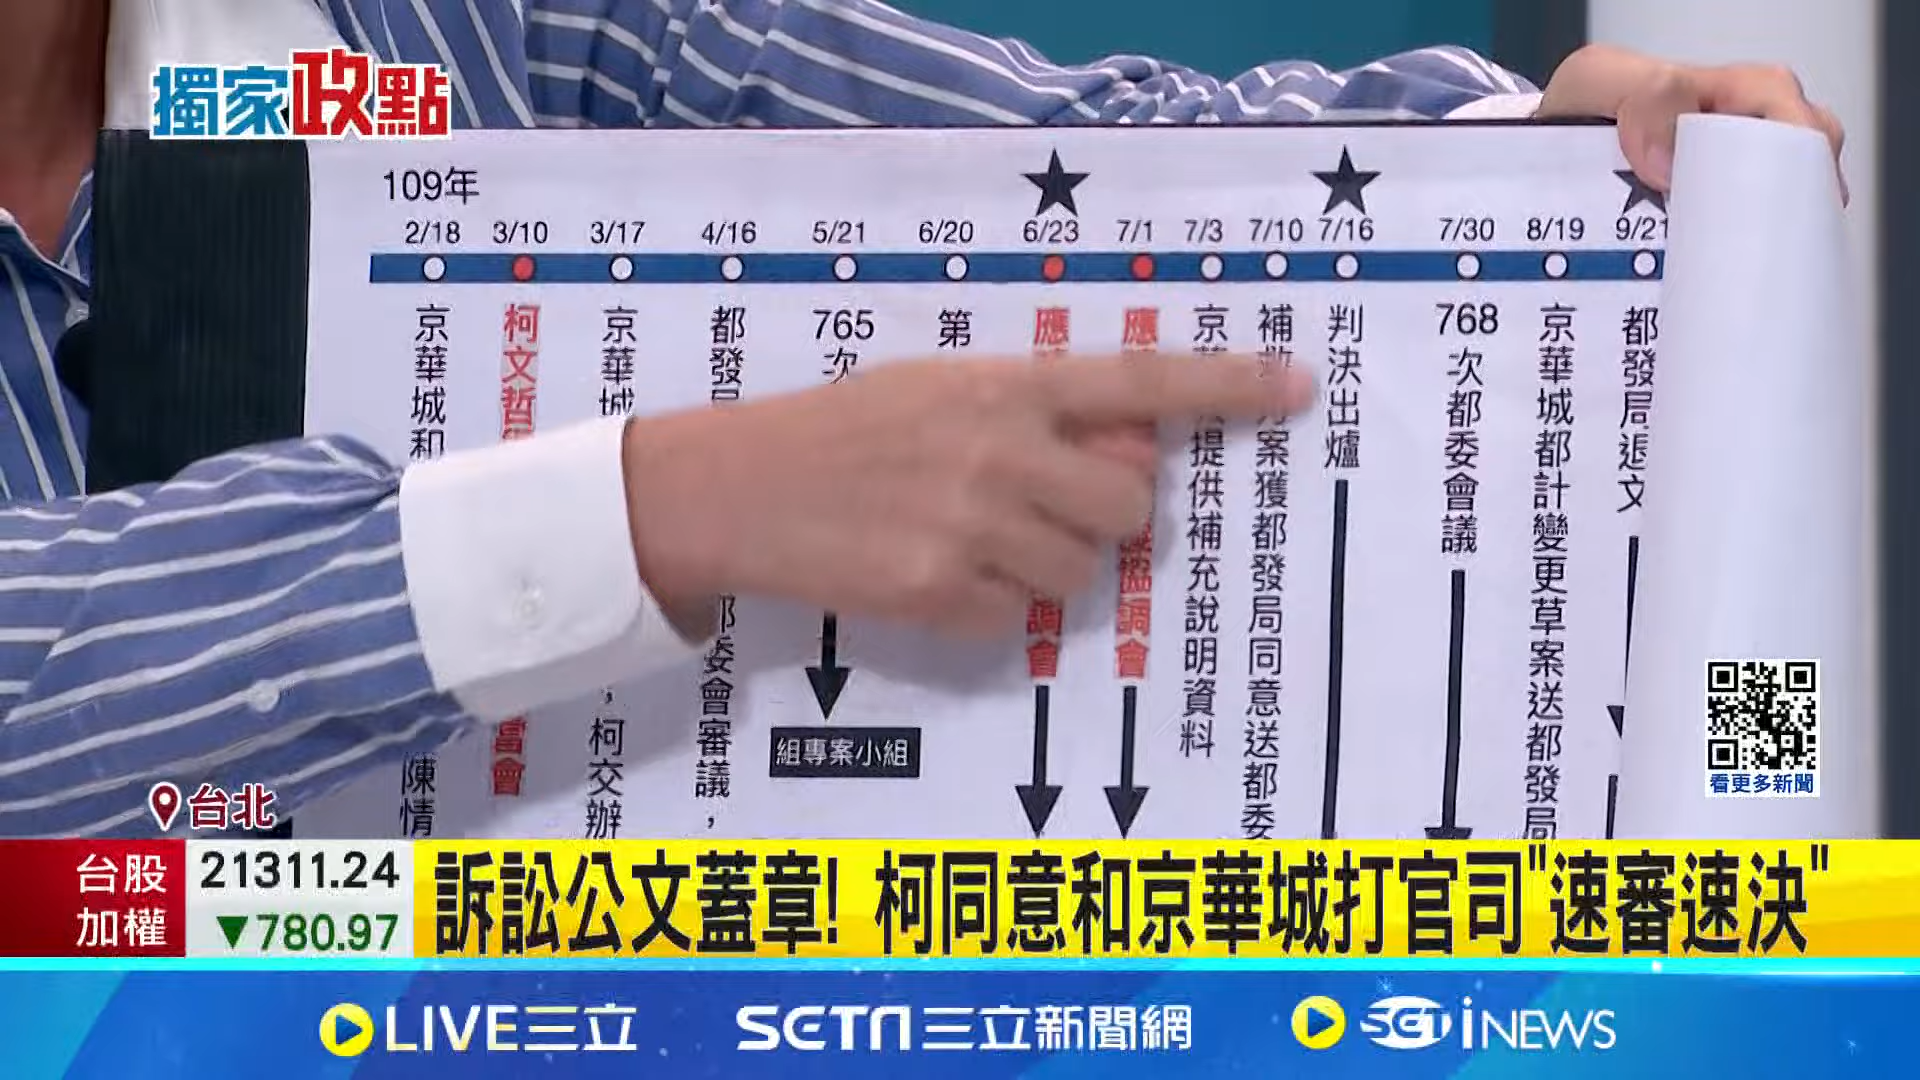 獨家政點
109年
2/18 3/10 3/17 4/16 5/21 6/20 6/23 7/1 7/3 7/10 7/16 7/30 8/19 9/21
京華城和
陳情
柯文哲
會
京華城
，柯交辦
都發局
都委會審議，
765次
組專案小組
第
應
調會
應
協調會
京
提供補充說明資料
補救方案獲都發局同意送都委
判決出爐
768次都委會議
京華城都計變更草案送都發局
都發局退文
看更多新聞
台北
台股加權
21311.24
▼780.97
訴訟公文蓋章! 柯同意和京華城打官司"速審速決"
LIVE三立
SETN三立新聞網
SETiNEWS